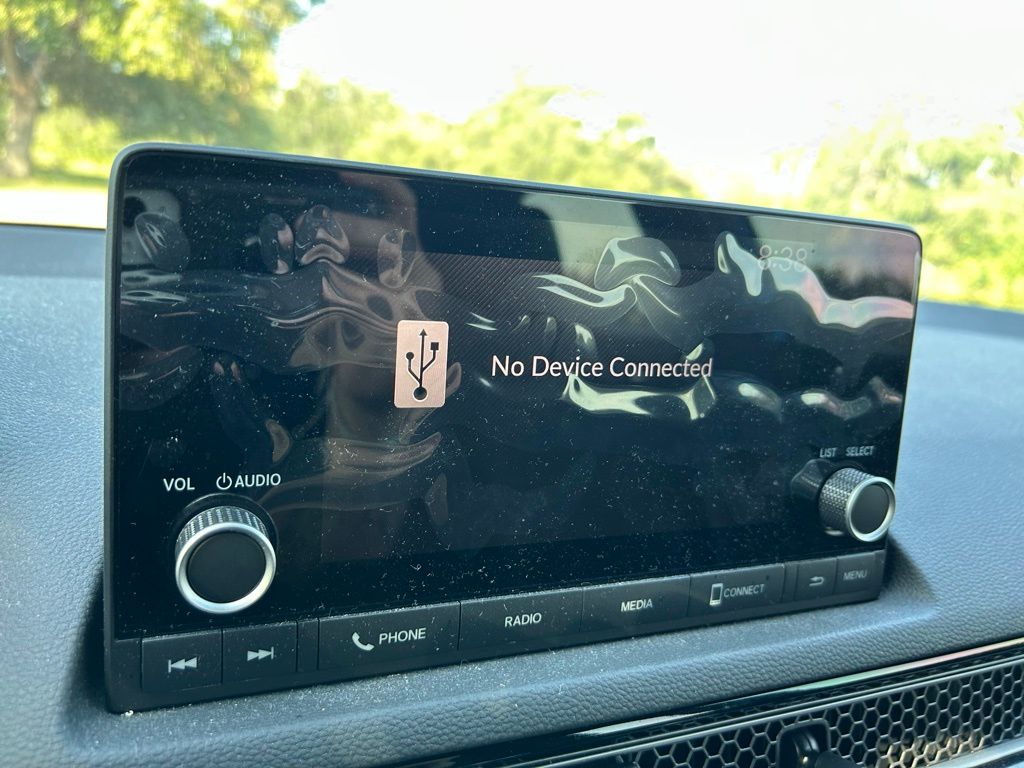 8:38
No Device Connected
VOL AUDIO
LIST SELECT
PHONE RADIO MEDIA CONNECT MENU